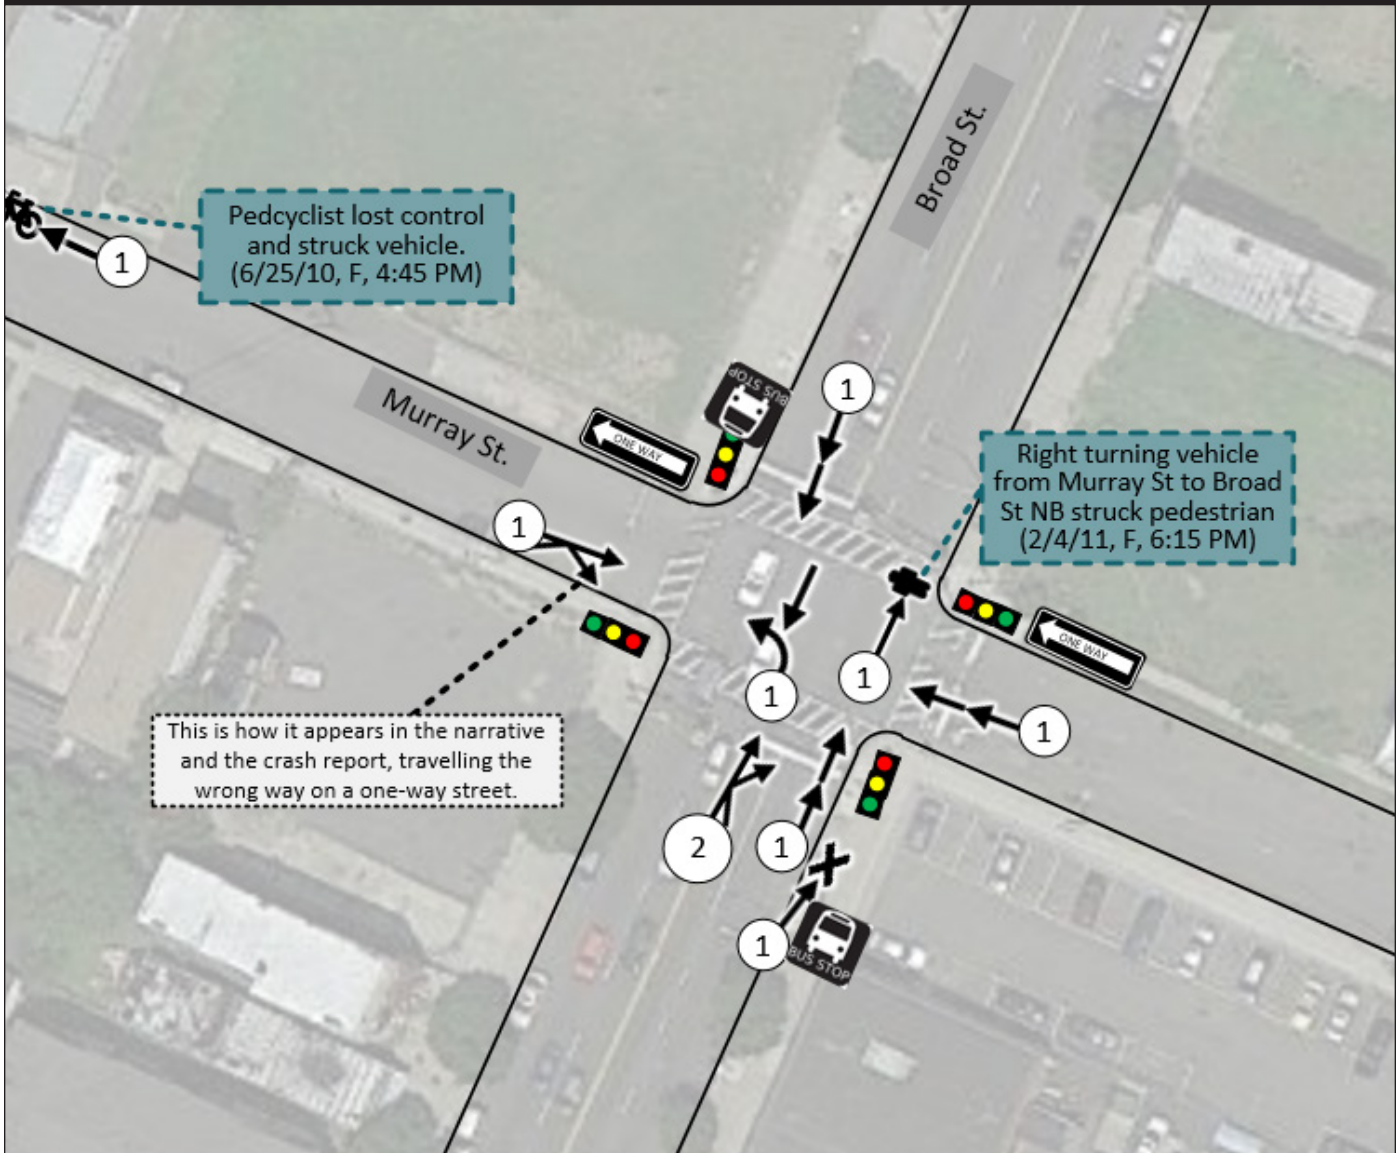 Broad St.
Pedcyclist lost control
and struck vehicle.
(6/25/10, F, 4:45 PM)
1
BUS STOP
1
Murray St.
ONE WAY
Right turning vehicle
from Murray St to Broad
St NB struck pedestrian
(2/4/11, F, 6:15 PM)
1
ONE WAY
1
1
1
This is how it appears in the narrative
and the crash report, travelling the
wrong way on a one-way street.
2
1
1
BUS STOP